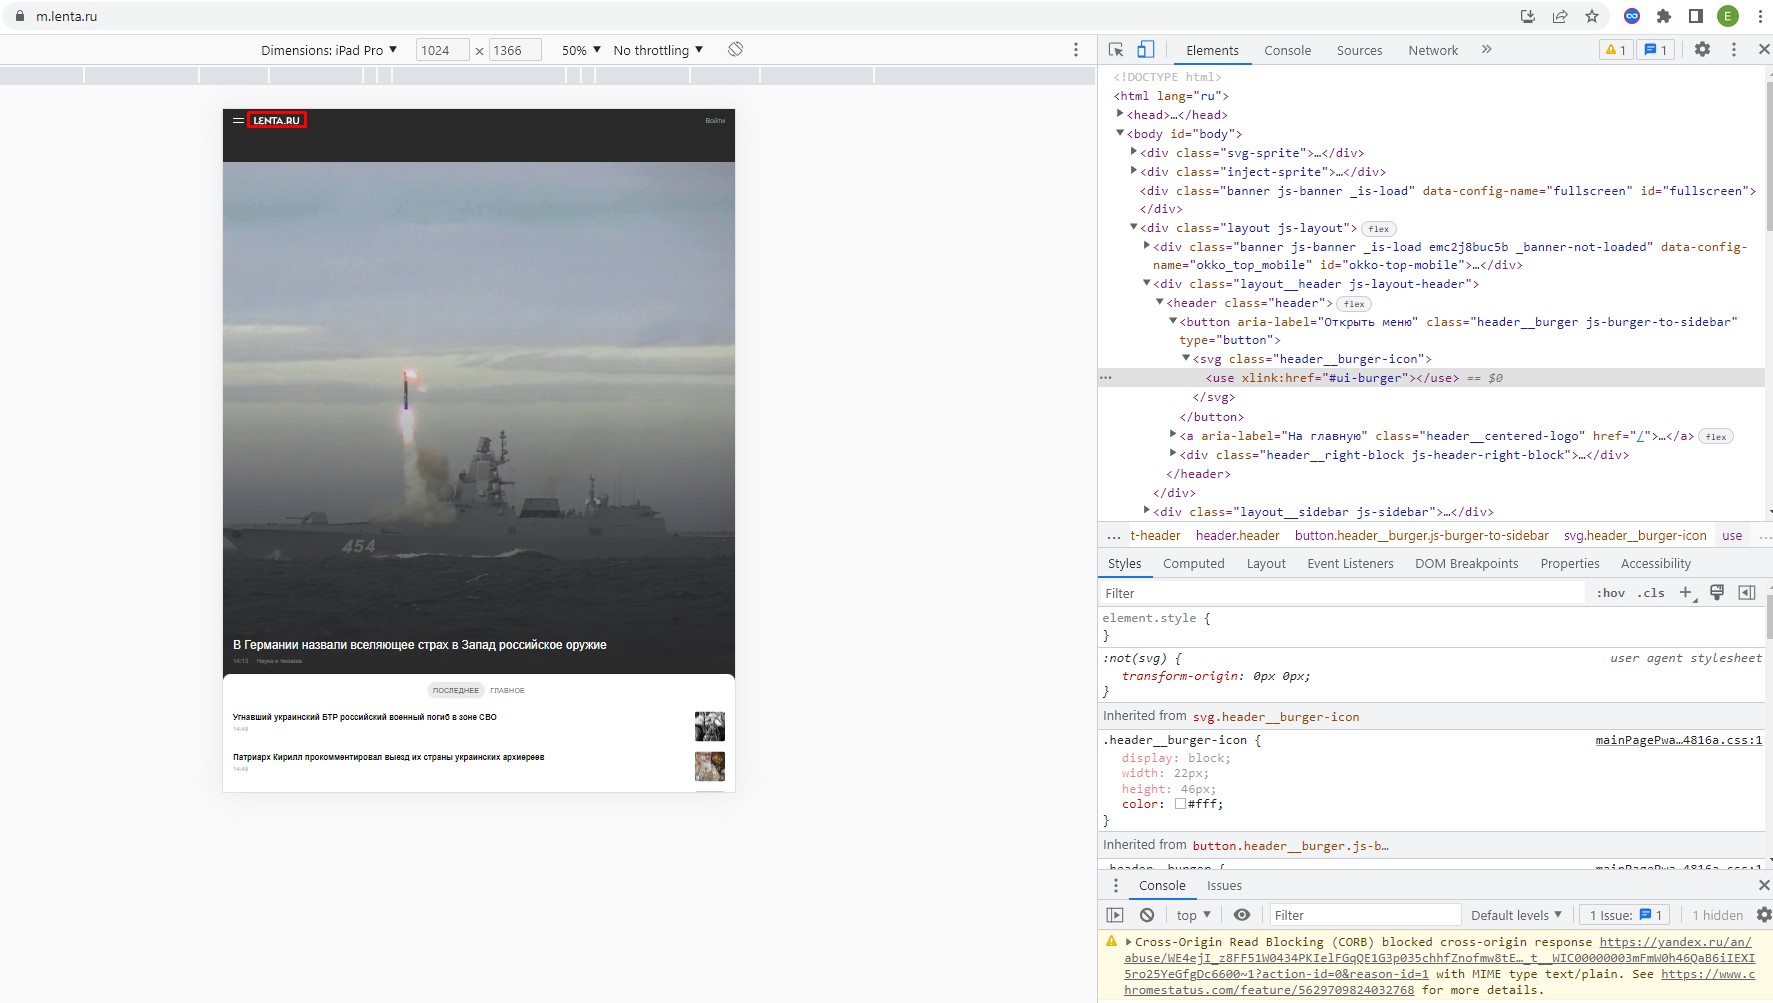 m.lenta.ru
E
Dimensions: iPad Pro ▼ 1024 × 1366 50% ▼ No throttling ▼
LENTA.RU
Войти
454
В Германии назвали вселяющее страх в Запад российское оружие
14:13 Наука и техника
ПОСЛЕДНЕЕ ГЛАВНОЕ
Угнавший украинский БТР российский военный погиб в зоне СВО
14:48
Патриарх Кирилл прокомментировал выезд их страны украинских архиереев
14:48
Elements Console Sources Network » 1 1
<!DOCTYPE html>
<html lang="ru">
<head>…</head>
<body id="body">
<div class="svg-sprite">…</div>
<div class="inject-sprite">…</div>
<div class="banner js-banner _is-load" data-config-name="fullscreen" id="fullscreen">
</div>
<div class="layout js-layout"> flex
<div class="banner js-banner _is-load emc2j8buc5b _banner-not-loaded" data-config-
name="okko_top_mobile" id="okko-top-mobile">…</div>
<div class="layout__header js-layout-header">
<header class="header"> flex
<button aria-label="Открыть меню" class="header__burger js-burger-to-sidebar"
type="button">
<svg class="header__burger-icon">
<use xlink:href="#ui-burger"></use> == $0
</svg>
</button>
<a aria-label="На главную" class="header__centered-logo" href="/">…</a> flex
<div class="header__right-block js-header-right-block">…</div>
</header>
</div>
<div class="layout__sidebar js-sidebar">…</div>
… t-header header.header button.header__burger.js-burger-to-sidebar svg.header__burger-icon use …
Styles Computed Layout Event Listeners DOM Breakpoints Properties Accessibility
Filter :hov .cls +
element.style {
}
:not(svg) { user agent stylesheet
transform-origin: 0px 0px;
}
Inherited from svg.header__burger-icon
.header__burger-icon { mainPagePwa…4816a.css:1
display: block;
width: 22px;
height: 46px;
color: #fff;
}
Inherited from button.header__burger.js-b…
.header__burger { mainPagePwa…4816a.css:1
Console Issues
top ▼ Filter Default levels ▼ 1 Issue: 1 1 hidden
Cross-Origin Read Blocking (CORB) blocked cross-origin response https://yandex.ru/an/
abuse/WE4ejI_z8FF51W0434PKIelFGqQE1G3p035chhfZnofmw8tE…_t__WIC00000003mFmW0h46QaB6iIEXI
5ro25YeGfgDc6600~1?action-id=0&reason-id=1 with MIME type text/plain. See https://www.c
hromestatus.com/feature/5629709824032768 for more details.